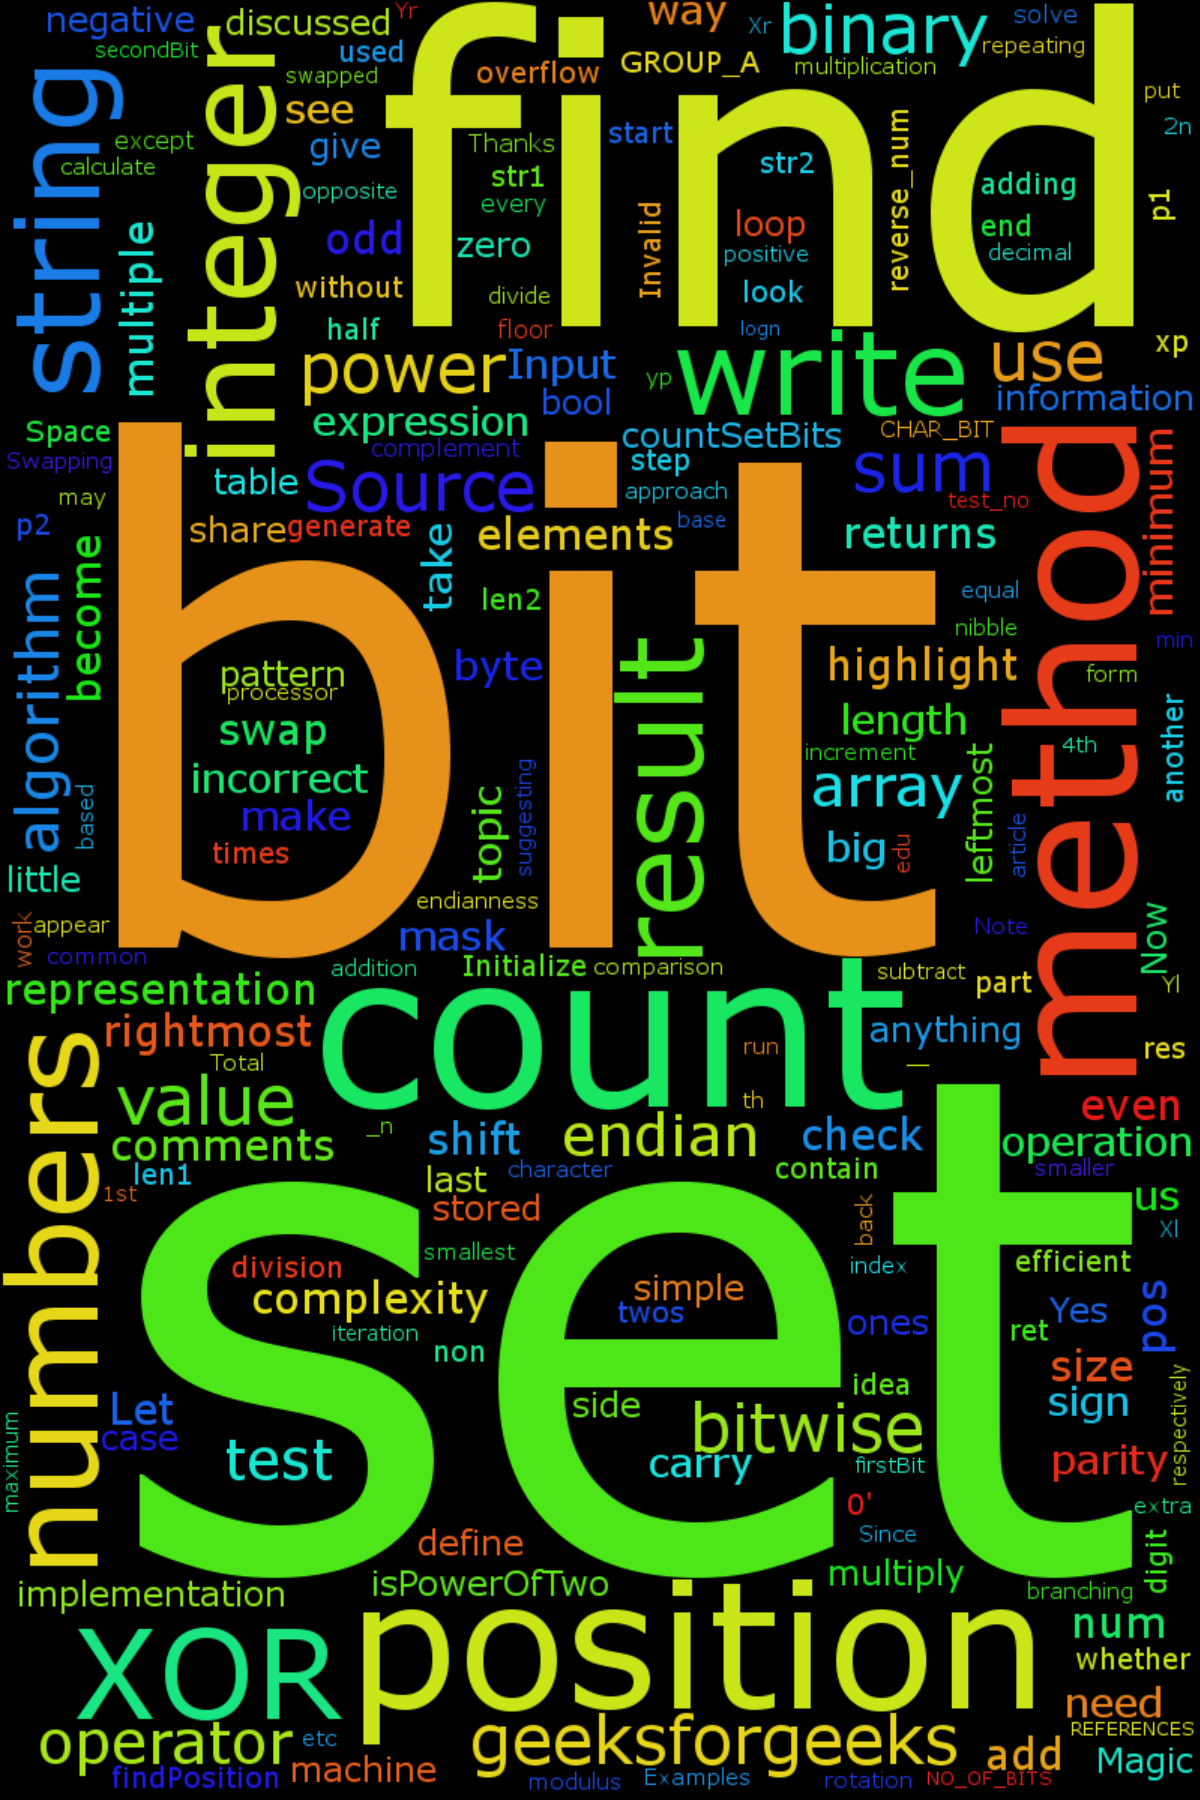 negative
discussed
Yr
find
way
Xr
binary
solve
secondBit
integer
used
swapped
overflow
GROUP_A
multiplication
repeating
string
see
put
except
give
Thanks
start
str2
reverse_num
2n
calculate
opposite
str1
every
adding
p1
multiple
odd
zero
Invalid
loop
end
positive
decimal
without
divide
look
half
floor
logn
power
Input
write
use
xp
yp
bool
information
expression
Space
complement
countSetBits
CHAR_BIT
method
Swapping
bit
table
Source
step
sum
minimum
may
approach
test_no
p2
share
generate
take
elements
base
returns
become
algorithm
len2
equal
nibble
result
min
pattern
byte
highlight
form
processor
swap
length
another
increment
4th
incorrect
array
leftmost
based
make
topic
suggesting
big
edu
article
times
little
endianness
work
appear
mask
Note
Now
common
addition
Initialize
comparison
subtract
part
Yl
representation
count
rightmost
anything
numbers
Total
run
res
value
th
_
even
_n
comments
shift
endian
check
operation
len1
last
character
contain
smaller
1st
set
stored
back
us
Xl
smallest
division
index
efficient
complexity
simple
twos
ones
Yes
pos
iteration
non
ret
size
idea
Let
side
sign
respectively
case
bitwise
maximum
test
carry
firstBit
parity
0'
extra
define
Since
digit
implementation
isPowerOfTwo
multiply
branching
XOR
position
num
whether
need
operator
etc
geeksforgeeks
add
REFERENCES
findPosition
machine
modulus
Examples
rotation
NO_OF_BITS
Magic